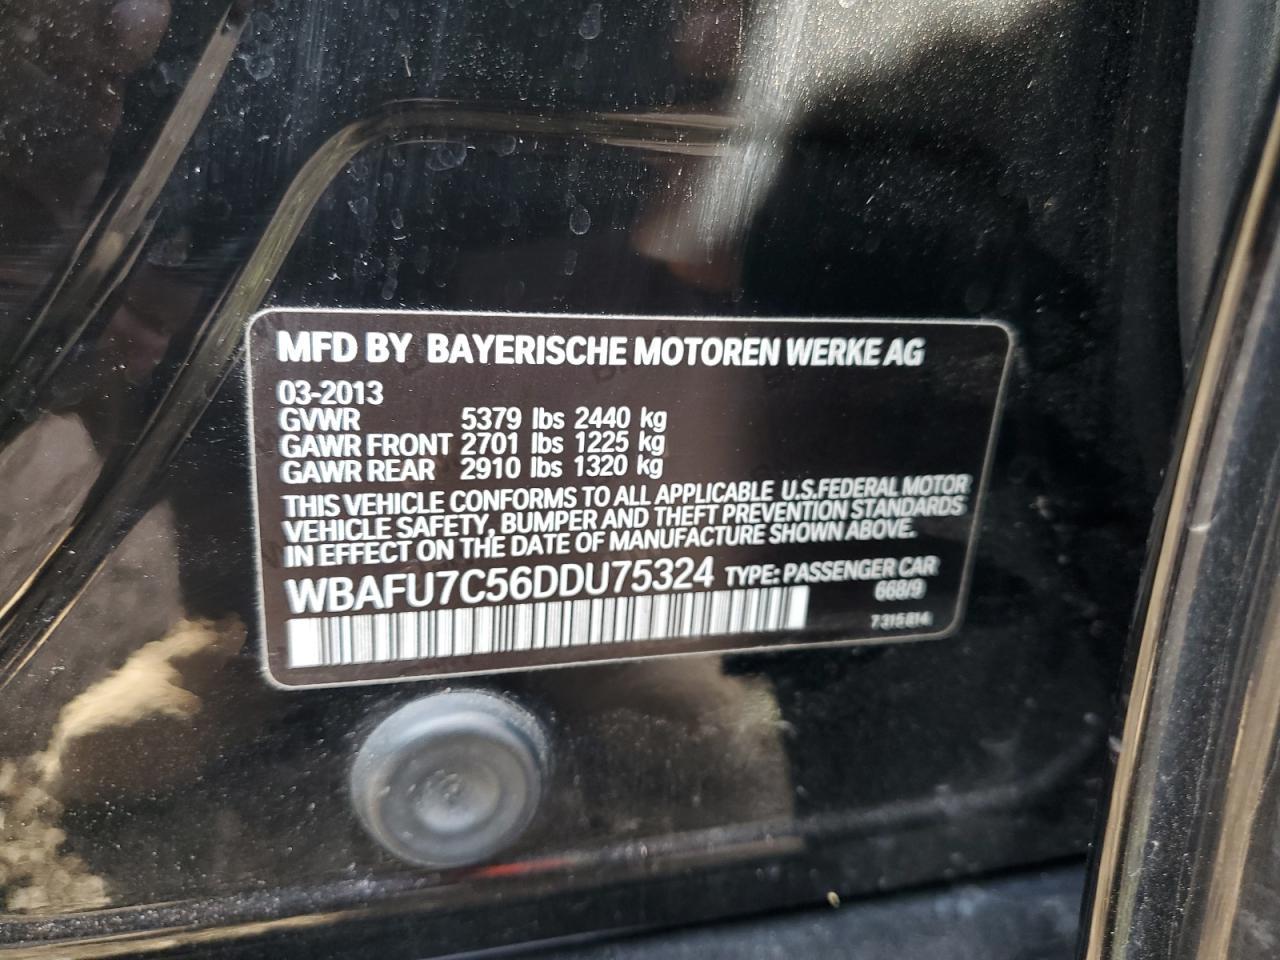 MFD BY BAYERISCHE MOTOREN WERKE AG
03-2013
GVWR 5379 lbs 2440 kg
GAWR FRONT 2701 lbs 1225 kg
GAWR REAR 2910 lbs 1320 kg
THIS VEHICLE CONFORMS TO ALL APPLICABLE U.S.FEDERAL MOTOR
VEHICLE SAFETY, BUMPER AND THEFT PREVENTION STANDARDS
IN EFFECT ON THE DATE OF MANUFACTURE SHOWN ABOVE.
WBAFU7C56DDU75324 TYPE: PASSENGER CAR
668/9
7315814